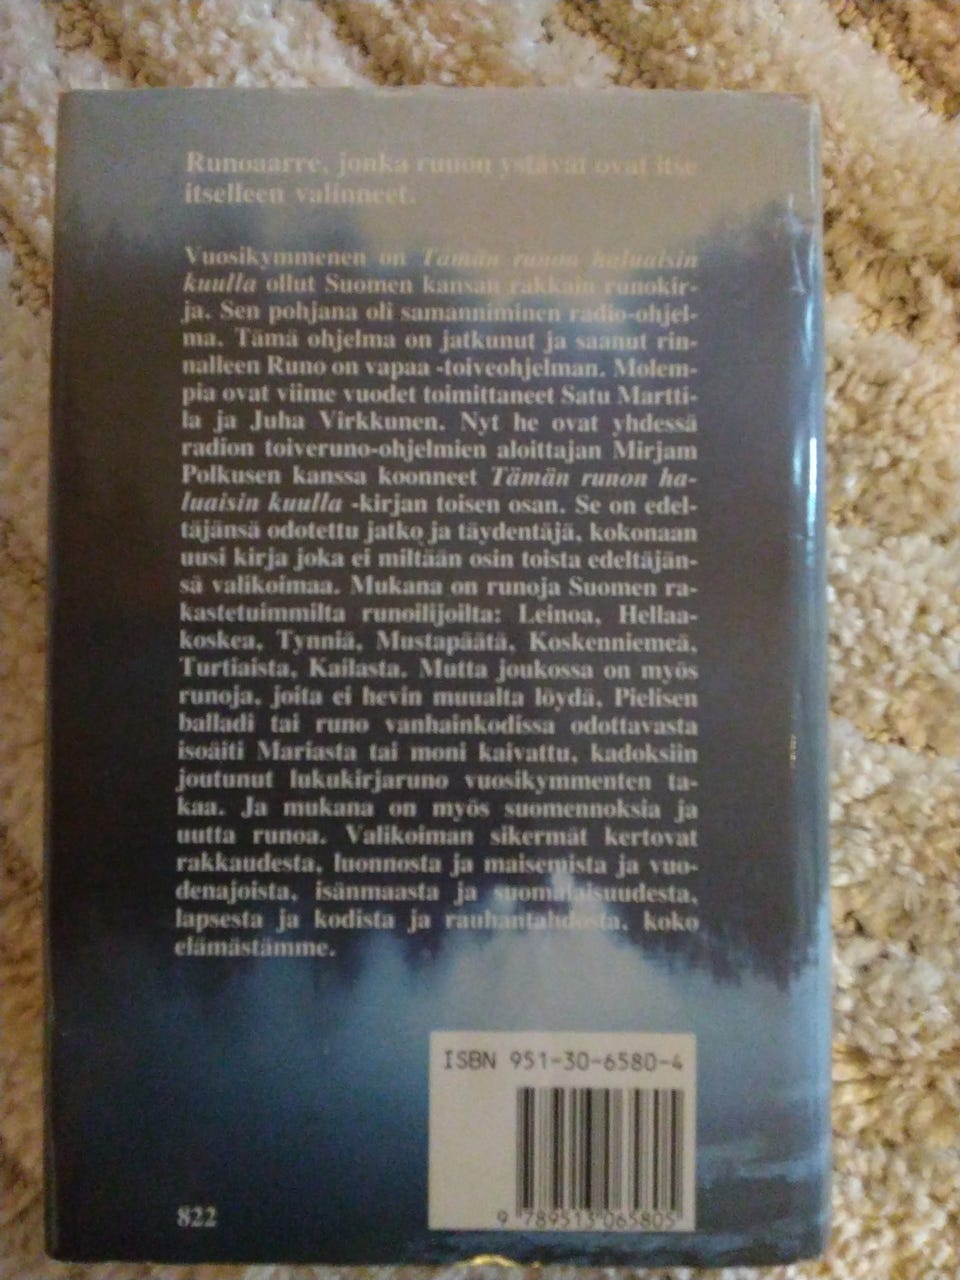 Runoaarre, jonka runon ystävät ovat itse
itselleen valinneet.
Vuosikymmenen on Tämän runon haluaisin
kuulla ollut Suomen kansan rakkain runokir-
ja. Sen pohjana oli samanniminen radio-ohjel-
ma. Tämä ohjelma on jatkunut ja saanut rin-
nalleen Runo on vapaa -toiveohjelman. Molem-
pia ovat viime vuodet toimittaneet Satu Martti-
la ja Juha Virkkunen. Nyt he ovat yhdessä
radion toiveruno-ohjelmien aloittajan Mirjam
Polkusen kanssa koonneet Tämän runon ha-
luaisin kuulla -kirjan toisen osan. Se on edel-
täjänsä odotettu jatko ja täydentäjä, kokonaan
uusi kirja joka ei miltään osin toista edeltäjän-
sä valikoimaa. Mukana on runoja Suomen ra-
kastetuimmilta runoilijoilta: Leinoa, Hellaa-
koskea, Tynniä, Mustapäätä, Koskenniemeä,
Turtiaista, Kailasta. Mutta joukossa on myös
runoja, joita ei hevin muualta löydä, Pielisen
balladi tai runo vanhainkodissa odottavasta
isoäiti Mariasta tai moni kaivattu, kadoksiin
joutunut lukukirjaruno vuosikymmenten ta-
kaa. Ja mukana on myös suomennoksia ja
uutta runoa. Valikoiman sikermät kertovat
rakkaudesta, luonnosta ja maisemista ja vuo-
denajoista, isänmaasta ja suomalaisuudesta,
lapsesta ja kodista ja rauhantahdosta, koko
elämästämme.
ISBN 951-30-6580-4
9 789513 065805
822